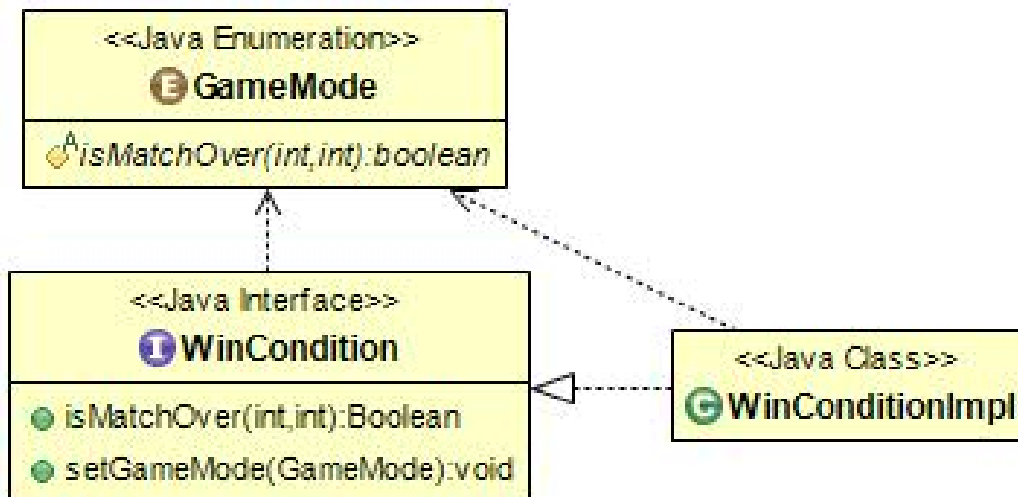 <<Java Enumeration>>
E GameMode
A isMatchOver(int,int):boolean
<<Java Interface>>
I WinCondition
isMatchOver(int,int):Boolean
setGameMode(GameMode):void
<<Java Class>>
C WinConditionImpl